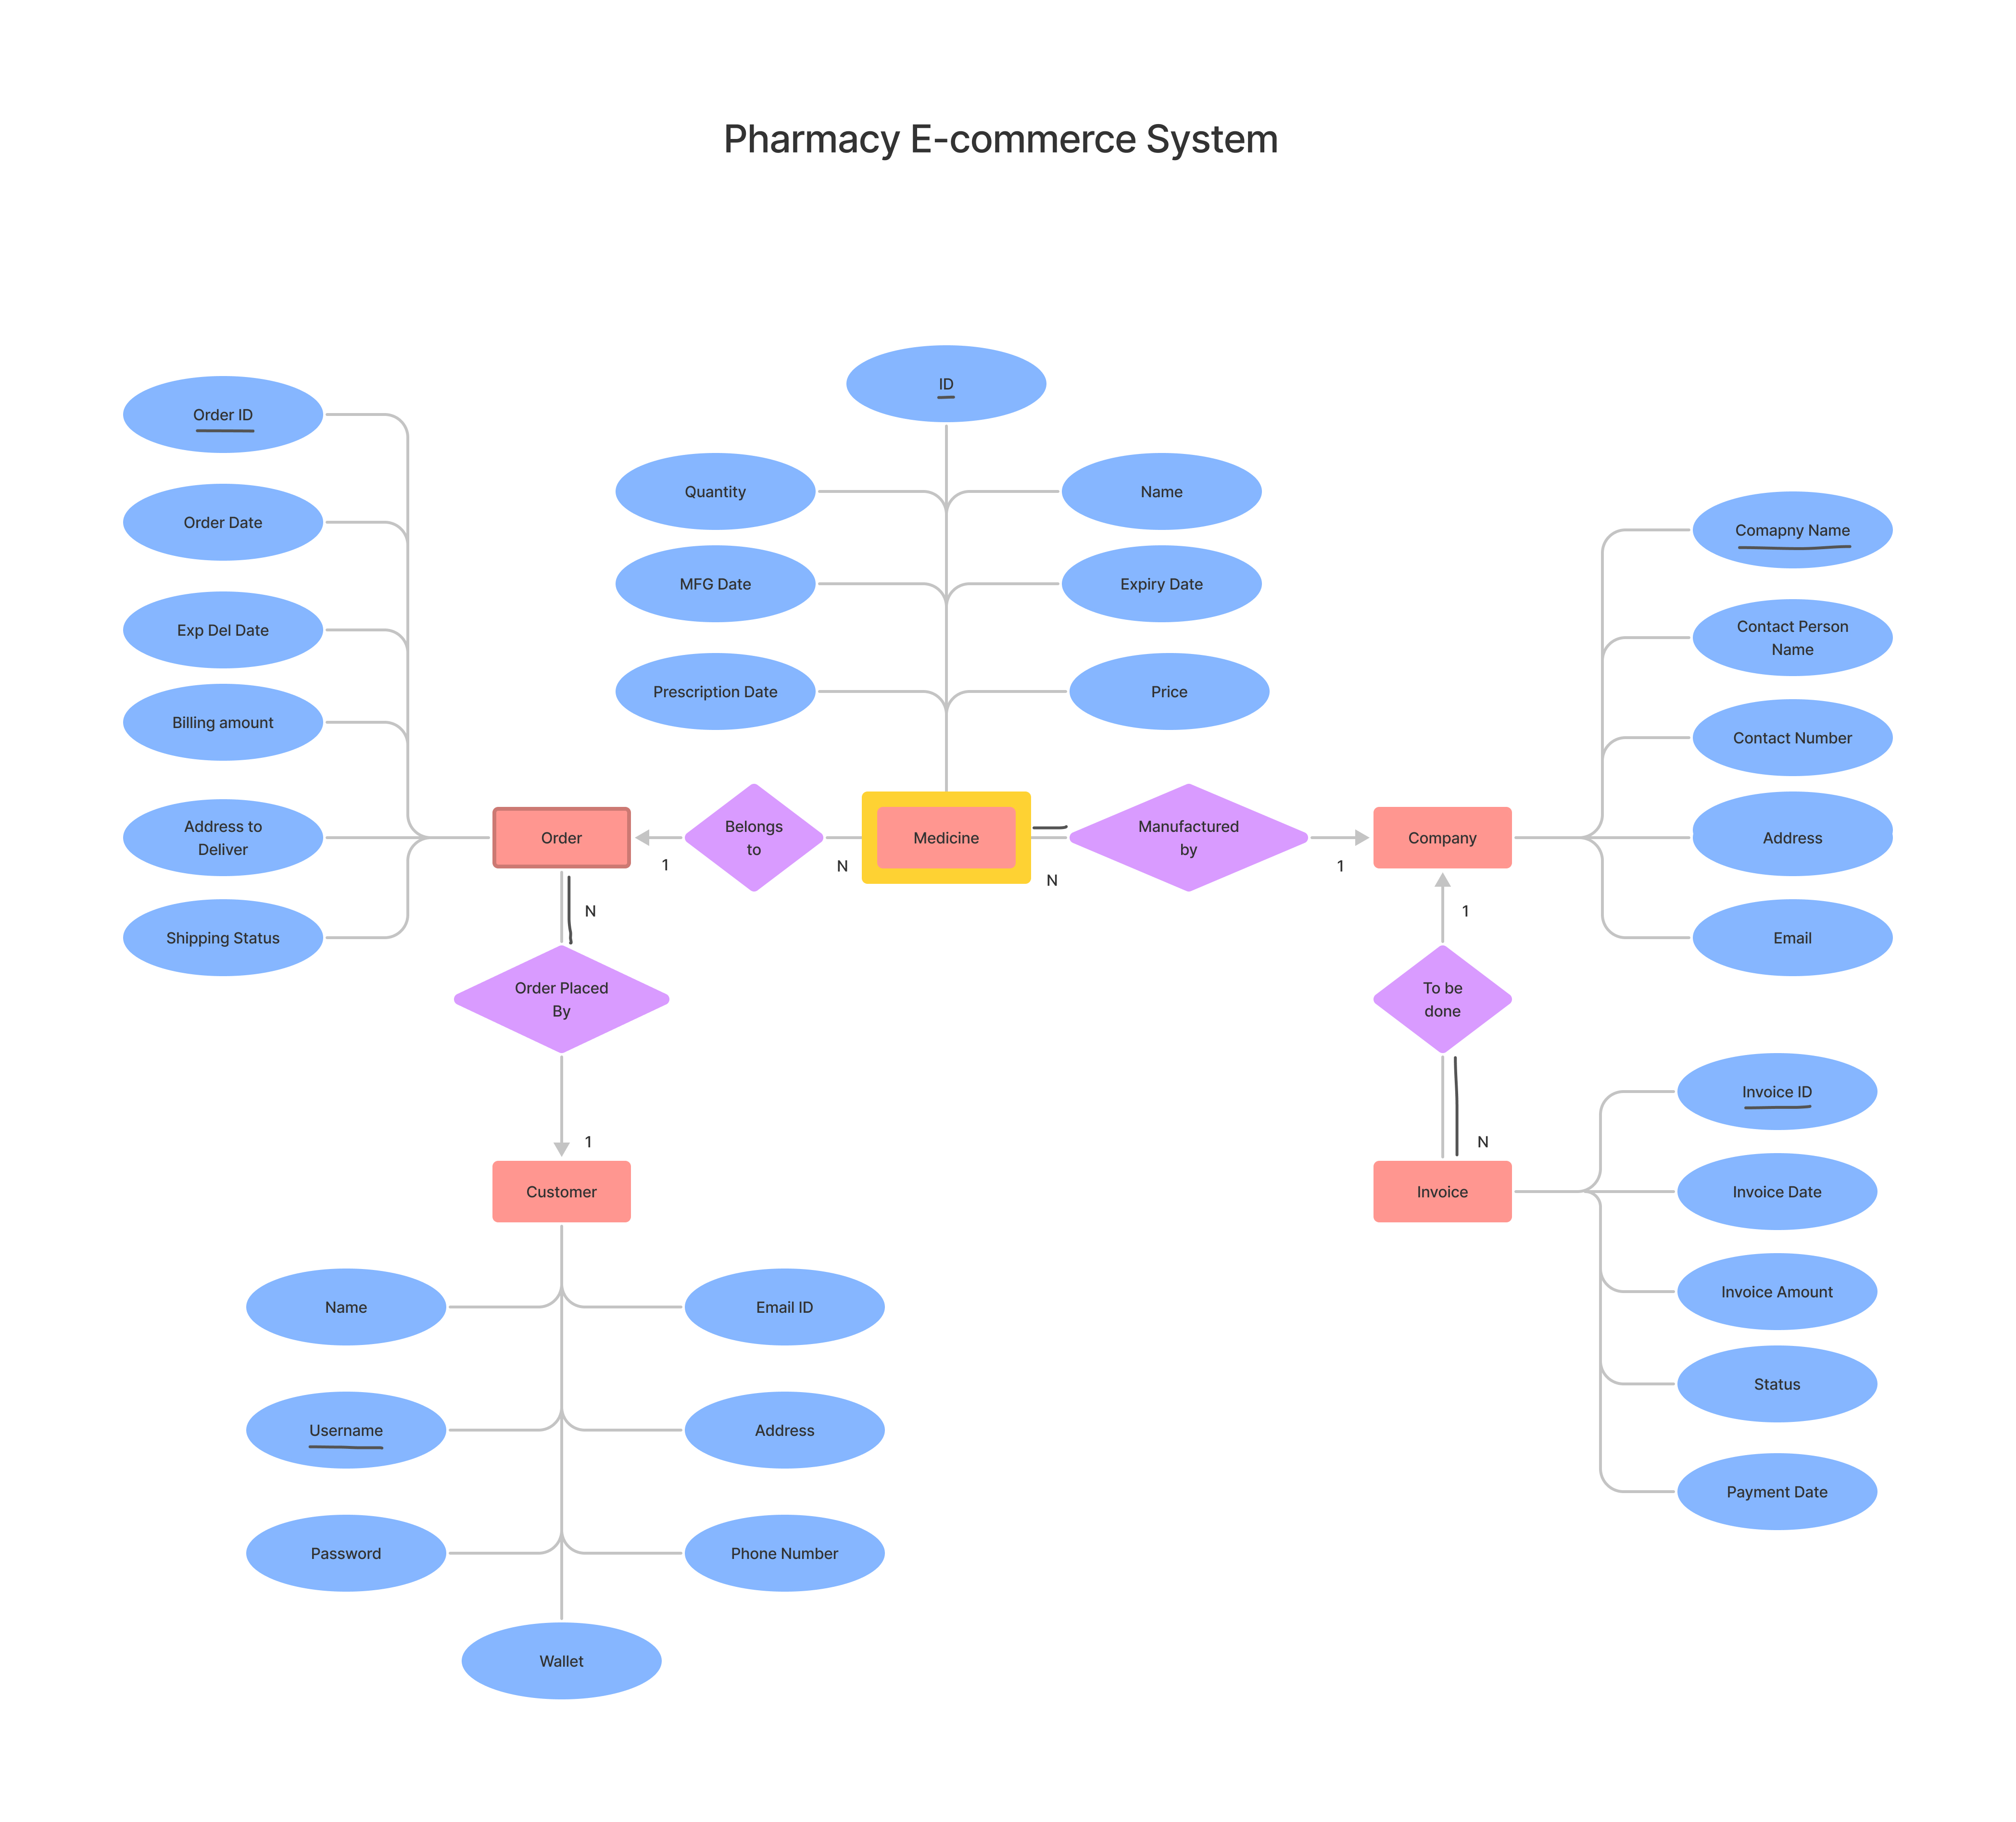 Pharmacy E-commerce System
ID
Order ID
Quantity
Name
Order Date
Comapny Name
MFG Date
Expiry Date
Exp Del Date
Contact Person
Name
Prescription Date
Price
Billing amount
Contact Number
Address to
Deliver
Order
Belongs
to
Medicine
Manufactured
by
Company
Address
1
N
N
1
Shipping Status
N
1
Email
Order Placed
By
To be
done
Invoice ID
1
N
Customer
Invoice
Invoice Date
Name
Email ID
Invoice Amount
Status
Username
Address
Payment Date
Password
Phone Number
Wallet